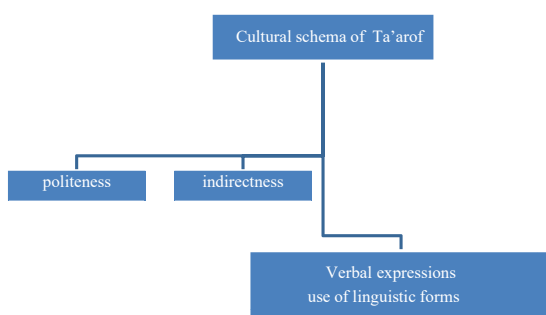 Cultural schema of Ta’arof
politeness
indirectness
Verbal expressions
use of linguistic forms